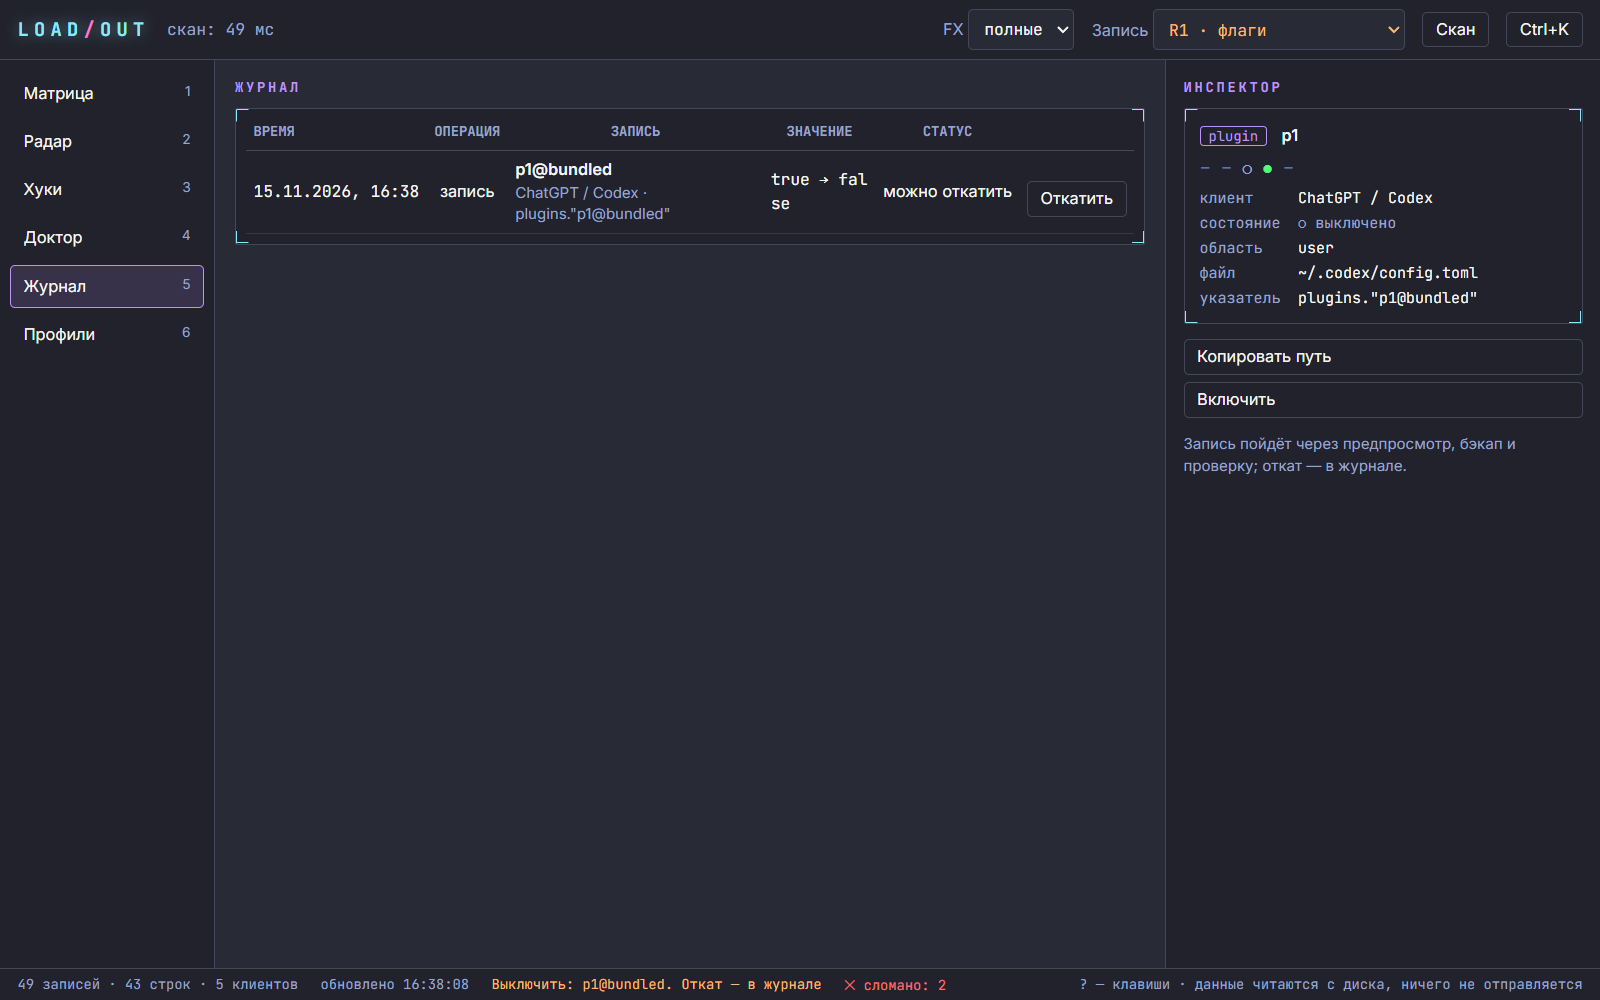 LOAD/OUT скан: 49 мс FX полные Запись R1 · флаги Скан Ctrl+K
Матрица 1
Радар 2
Хуки 3
Доктор 4
Журнал 5
Профили 6
ЖУРНАЛ
ВРЕМЯ ОПЕРАЦИЯ ЗАПИСЬ ЗНАЧЕНИЕ СТАТУС
15.11.2026, 16:38 запись
p1@bundled
ChatGPT / Codex ·
plugins."p1@bundled"
true → fal
se
можно откатить Откатить
ИНСПЕКТОР
plugin p1
— — ○ ● —
клиент ChatGPT / Codex
состояние ○ выключено
область user
файл ~/.codex/config.toml
указатель plugins."p1@bundled"
Копировать путь
Включить
Запись пойдёт через предпросмотр, бэкап и
проверку; откат — в журнале.
49 записей · 43 строк · 5 клиентов обновлено 16:38:08 Выключить: p1@bundled. Откат — в журнале ✕ сломано: 2 ? — клавиши · данные читаются с диска, ничего не отправляется